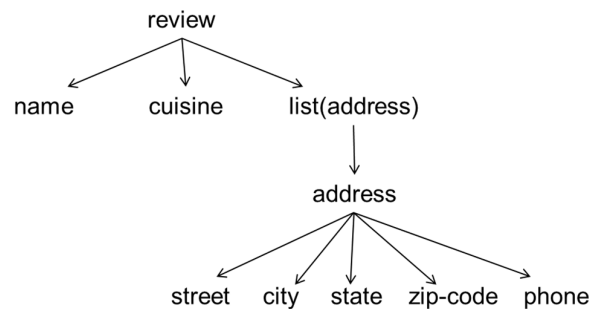 review
name cuisine list(address)
address
street city state zip-code phone